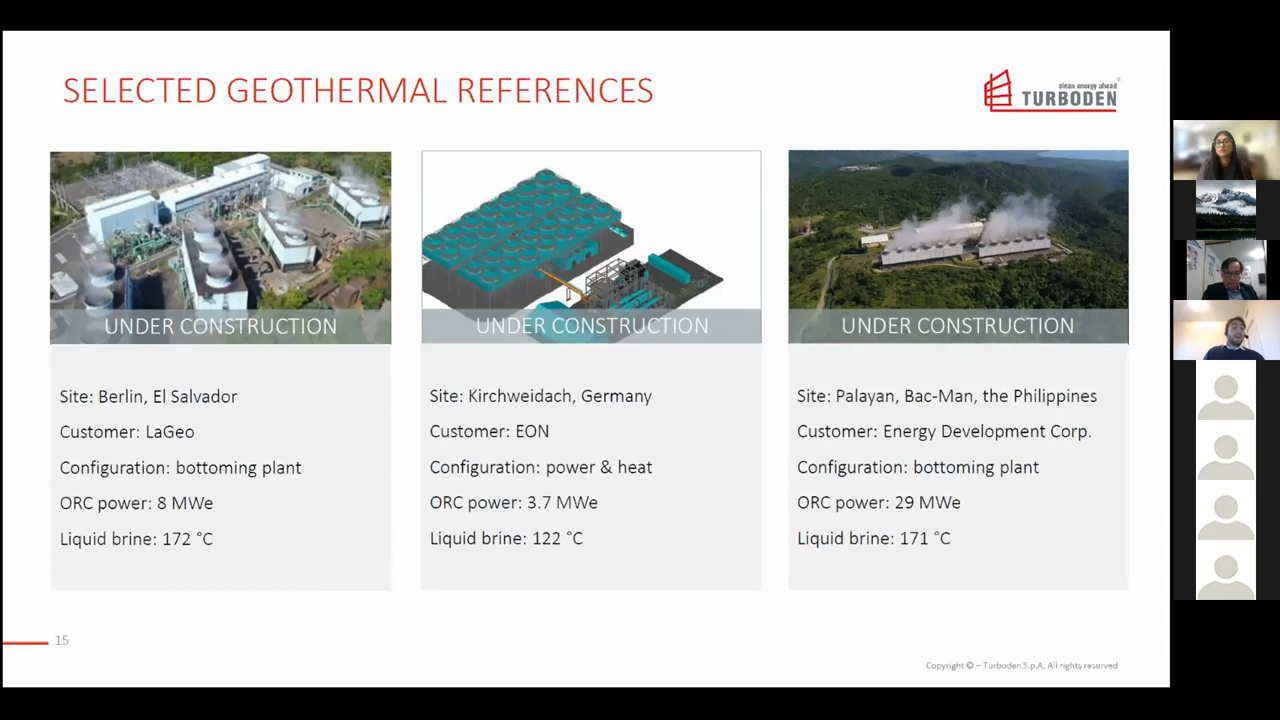 SELECTED GEOTHERMAL REFERENCES
clean energy ahead
TURBODEN
UNDER CONSTRUCTION
Site: Berlin, El Salvador
Customer: LaGeo
Configuration: bottoming plant
ORC power: 8 MWe
Liquid brine: 172 °C
UNDER CONSTRUCTION
Site: Kirchweidach, Germany
Customer: EON
Configuration: power & heat
ORC power: 3.7 MWe
Liquid brine: 122 °C
UNDER CONSTRUCTION
Site: Palayan, Bac-Man, the Philippines
Customer: Energy Development Corp.
Configuration: bottoming plant
ORC power: 29 MWe
Liquid brine: 171 °C
15
Copyright © – Turboden S.p.A. All rights reserved